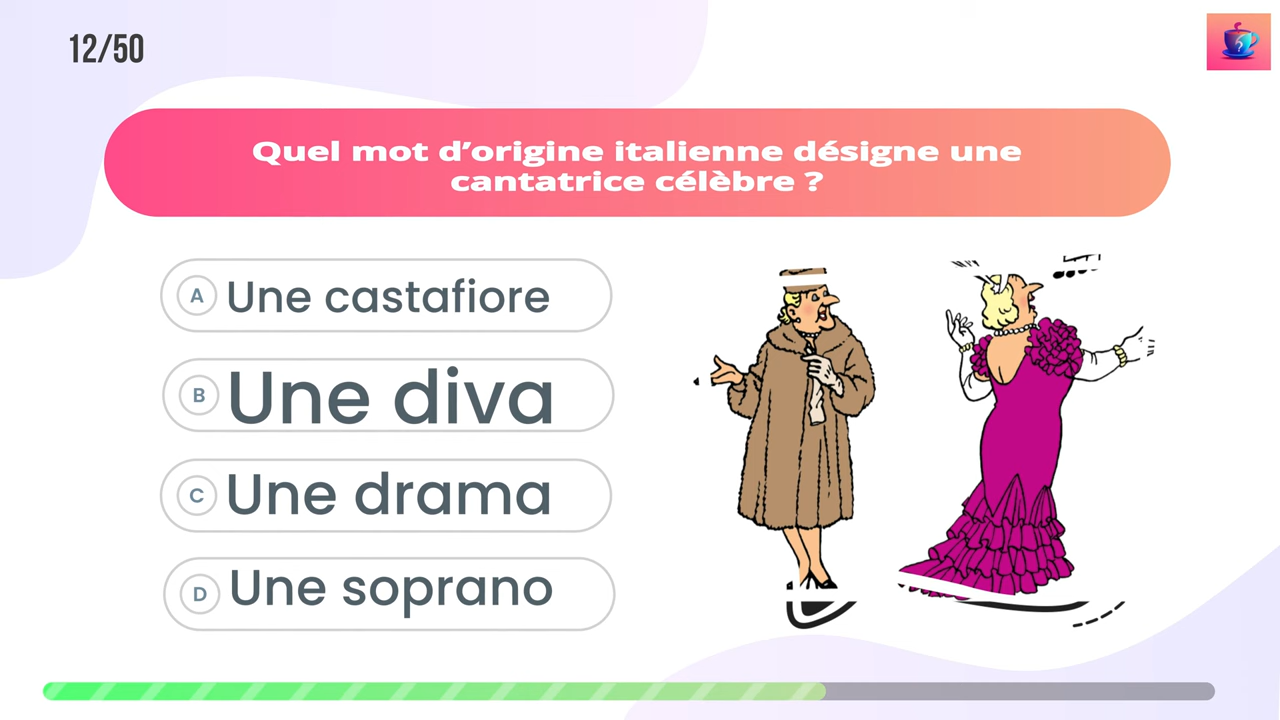 12/50
Quel mot d'origine italienne désigne une
cantatrice célèbre ?
A Une castafiore
B Une diva
C Une drama
D Une soprano